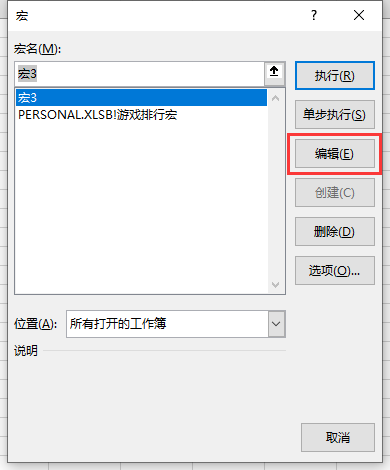 宏
?
宏名(M):
宏3
执行(R)
宏3
PERSONAL.XLSB!游戏排行宏
单步执行(S)
编辑(E)
创建(C)
删除(D)
选项(O)...
位置(A):
所有打开的工作簿
说明
取消